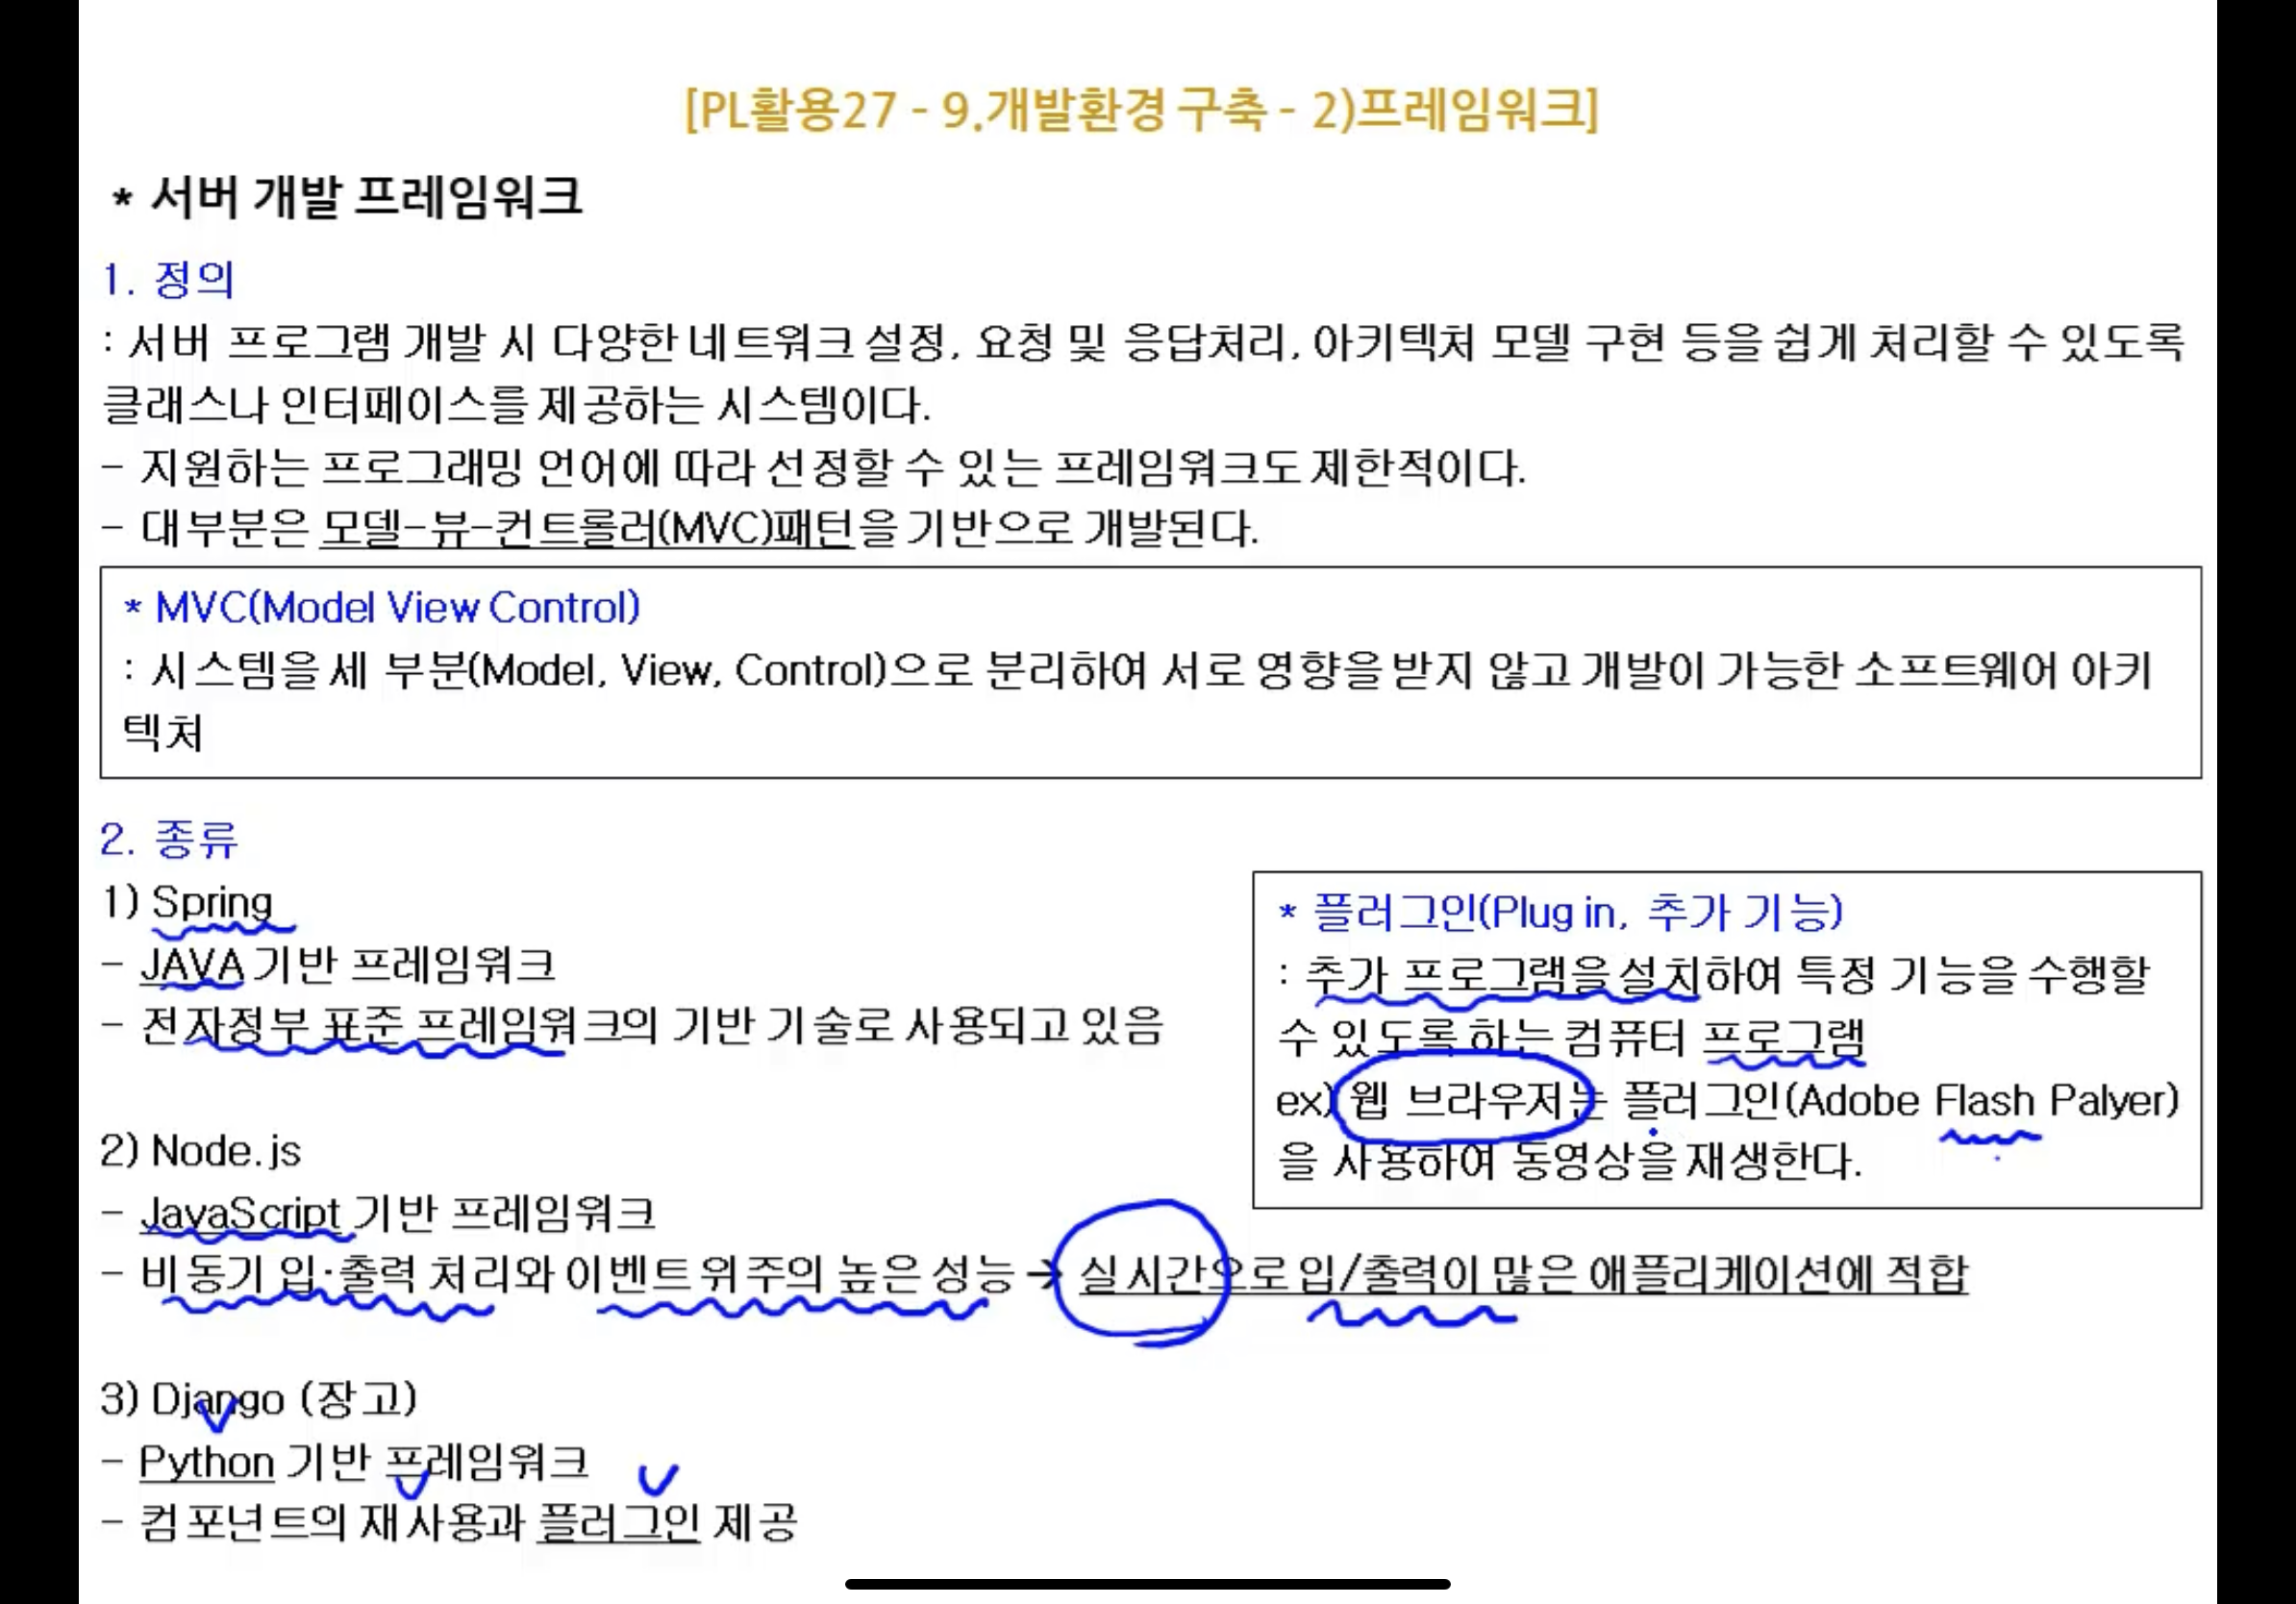 [PL활용27 - 9.개발환경 구축 - 2)프레임워크]
* 서버 개발 프레임워크
1. 정의
: 서버 프로그램 개발 시 다양한 네트워크 설정, 요청 및 응답처리, 아키텍처 모델 구현 등을 쉽게 처리할 수 있도록
클래스나 인터페이스를 제공하는 시스템이다.
- 지원하는 프로그래밍 언어에 따라 선정할 수 있는 프레임워크도 제한적이다.
- 대부분은 모델-뷰-컨트롤러(MVC)패턴을 기반으로 개발된다.
* MVC(Model View Control)
: 시스템을 세 부분(Model, View, Control)으로 분리하여 서로 영향을 받지 않고 개발이 가능한 소프트웨어 아키
텍처
2. 종류
1) Spring
- JAVA 기반 프레임워크
- 전자정부 표준 프레임워크의 기반 기술로 사용되고 있음
* 플러그인(Plug in, 추가 기능)
: 추가 프로그램을 설치하여 특정 기능을 수행할
수 있도록 하는 컴퓨터 프로그램
ex) 웹 브라우저는 플러그인(Adobe Flash Palyer)
을 사용하여 동영상을 재생한다.
2) Node.js
- JavaScript 기반 프레임워크
- 비동기 입·출력 처리와 이벤트 위주의 높은 성능 → 실시간으로 입/출력이 많은 애플리케이션에 적합
3) Django (장고)
- Python 기반 프레임워크
- 컴포넌트의 재사용과 플러그인 제공